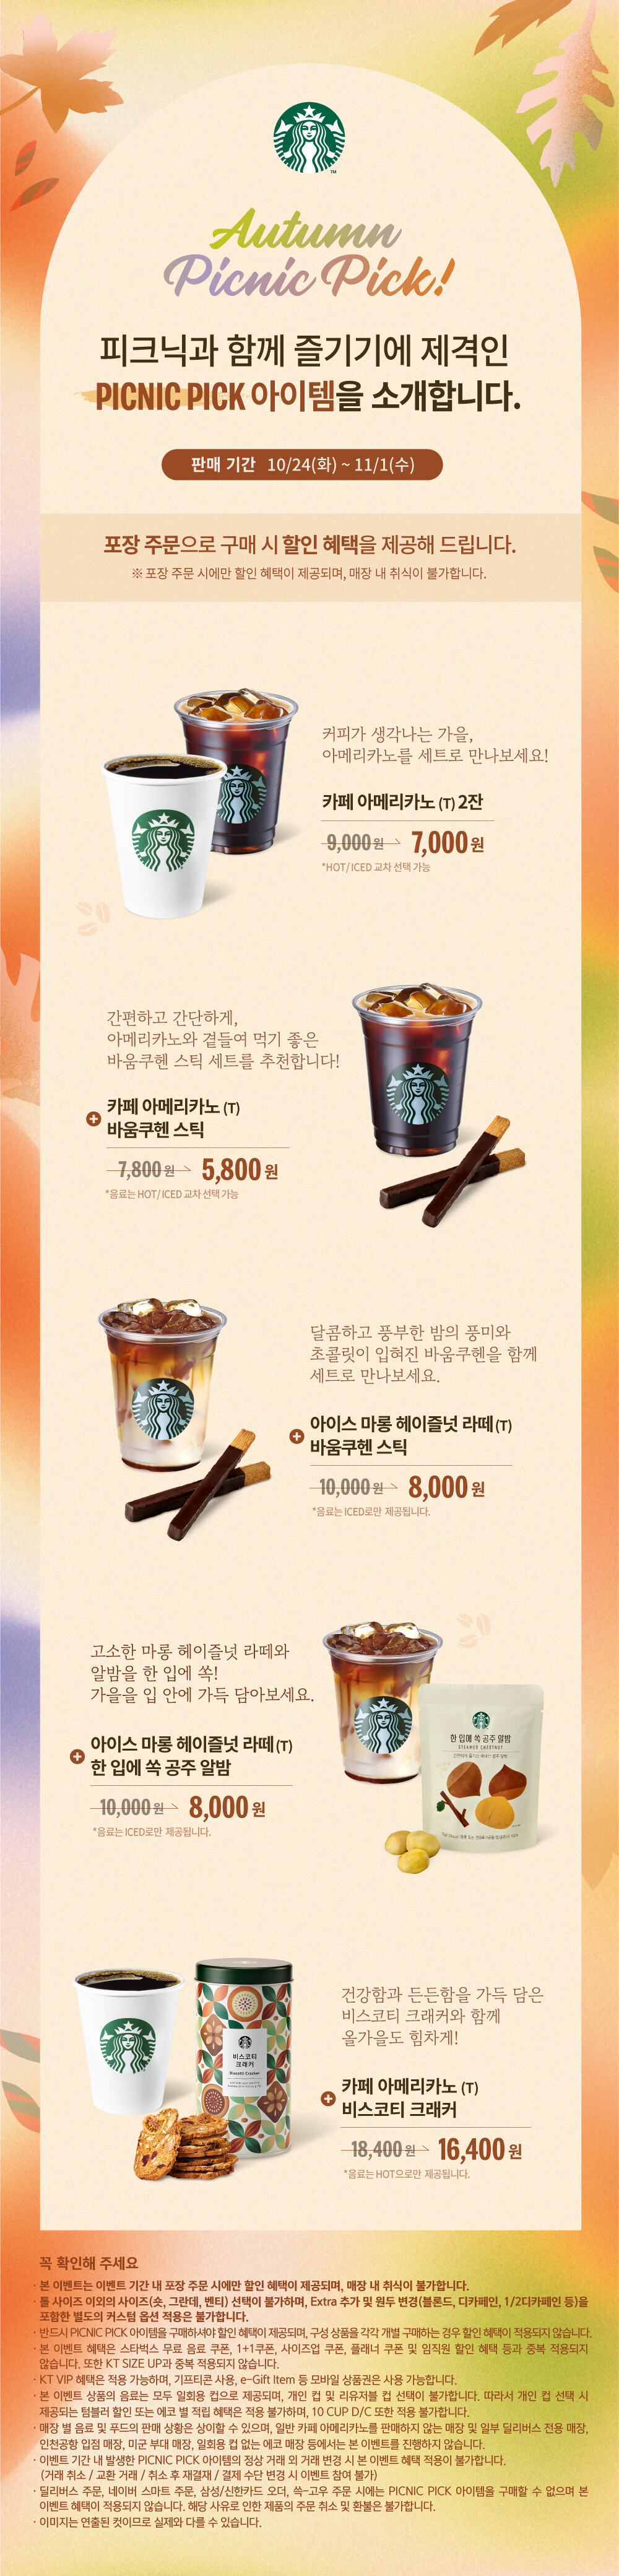 Autumn
Picnic Pick!
피크닉과 함께 즐기기에 제격인
PICNIC PICK 아이템을 소개합니다.
판매 기간 10/24(화) ~ 11/1(수)
포장 주문으로 구매 시 할인 혜택을 제공해 드립니다.
※ 포장 주문 시에만 할인 혜택이 제공되며, 매장 내 취식이 불가합니다.
커피가 생각나는 가을,
아메리카노를 세트로 만나보세요!
카페 아메리카노 (T) 2잔
9,000원 → 7,000원
*HOT/ICED 교차 선택 가능
간편하고 간단하게,
아메리카노와 곁들여 먹기 좋은
바움쿠헨 스틱 세트를 추천합니다!
카페 아메리카노 (T)
+ 바움쿠헨 스틱
7,800원 → 5,800원
*음료는 HOT/ICED 교차 선택 가능
달콤하고 풍부한 밤의 풍미와
초콜릿이 입혀진 바움쿠헨을 함께
세트로 만나보세요.
아이스 마롱 헤이즐넛 라떼 (T)
+ 바움쿠헨 스틱
10,000원 → 8,000원
*음료는 ICED로만 제공됩니다.
고소한 마롱 헤이즐넛 라떼와
알밤을 한 입에 쏙!
가을을 입 안에 가득 담아보세요.
아이스 마롱 헤이즐넛 라떼 (T)
+ 한 입에 쏙 공주 알밤
10,000원 → 8,000원
*음료는 ICED로만 제공됩니다.
한 입에 쏙 공주 알밤
STEAMED CHESTNUT
비스코티
크래커
Biscotti Cracker
건강함과 든든함을 가득 담은
비스코티 크래커와 함께
올가을도 힘차게!
카페 아메리카노 (T)
+ 비스코티 크래커
18,400원 → 16,400원
*음료는 HOT으로만 제공됩니다.
꼭 확인해 주세요
· 본 이벤트는 이벤트 기간 내 포장 주문 시에만 할인 혜택이 제공되며, 매장 내 취식이 불가합니다.
· 톨 사이즈 이외의 사이즈(숏, 그란데, 벤티) 선택이 불가하며, Extra 추가 및 원두 변경(블론드, 디카페인, 1/2디카페인 등)을
포함한 별도의 커스텀 옵션 적용은 불가합니다.
· 반드시 PICNIC PICK 아이템을 구매하셔야 할인 혜택이 제공되며, 구성 상품을 각각 개별 구매하는 경우 할인 혜택이 적용되지 않습니다.
· 본 이벤트 혜택은 스타벅스 무료 음료 쿠폰, 1+1쿠폰, 사이즈업 쿠폰, 플래너 쿠폰 및 임직원 할인 혜택 등과 중복 적용되지
않습니다. 또한 KT SIZE UP과 중복 적용되지 않습니다.
· KT VIP 혜택은 적용 가능하며, 기프티콘 사용, e-Gift Item 등 모바일 상품권은 사용 가능합니다.
· 본 이벤트 상품의 음료는 모두 일회용 컵으로 제공되며, 개인 컵 및 리유저블 컵 선택이 불가합니다. 따라서 개인 컵 선택 시
제공되는 텀블러 할인 또는 에코 별 적립 혜택은 적용 불가하며, 10 CUP D/C 또한 적용 불가합니다.
· 매장 별 음료 및 푸드의 판매 상황은 상이할 수 있으며, 일반 카페 아메리카노를 판매하지 않는 매장 및 일부 딜리버스 전용 매장,
인천공항 입점 매장, 미군 부대 매장, 일회용 컵 없는 에코 매장 등에서는 본 이벤트를 진행하지 않습니다.
· 이벤트 기간 내 발생한 PICNIC PICK 아이템의 정상 거래 외 거래 변경 시 본 이벤트 혜택 적용이 불가합니다.
(거래 취소 / 교환 거래 / 취소 후 재결재 / 결제 수단 변경 시 이벤트 참여 불가)
· 딜리버스 주문, 네이버 스마트 주문, 삼성/신한카드 오더, 쓱-고우 주문 시에는 PICNIC PICK 아이템을 구매할 수 없으며 본
이벤트 혜택이 적용되지 않습니다. 해당 사유로 인한 제품의 주문 취소 및 환불은 불가합니다.
· 이미지는 연출된 컷이므로 실제와 다를 수 있습니다.